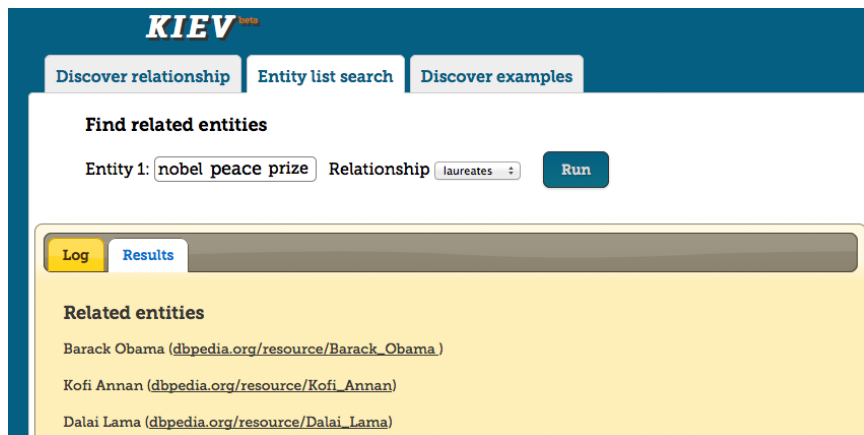 KIEV beta
Discover relationship Entity list search Discover examples
Find related entities
Entity 1: nobel peace prize Relationship laureates Run
Log Results
Related entities
Barack Obama (dbpedia.org/resource/Barack_Obama )
Kofi Annan (dbpedia.org/resource/Kofi_Annan)
Dalai Lama (dbpedia.org/resource/Dalai_Lama)